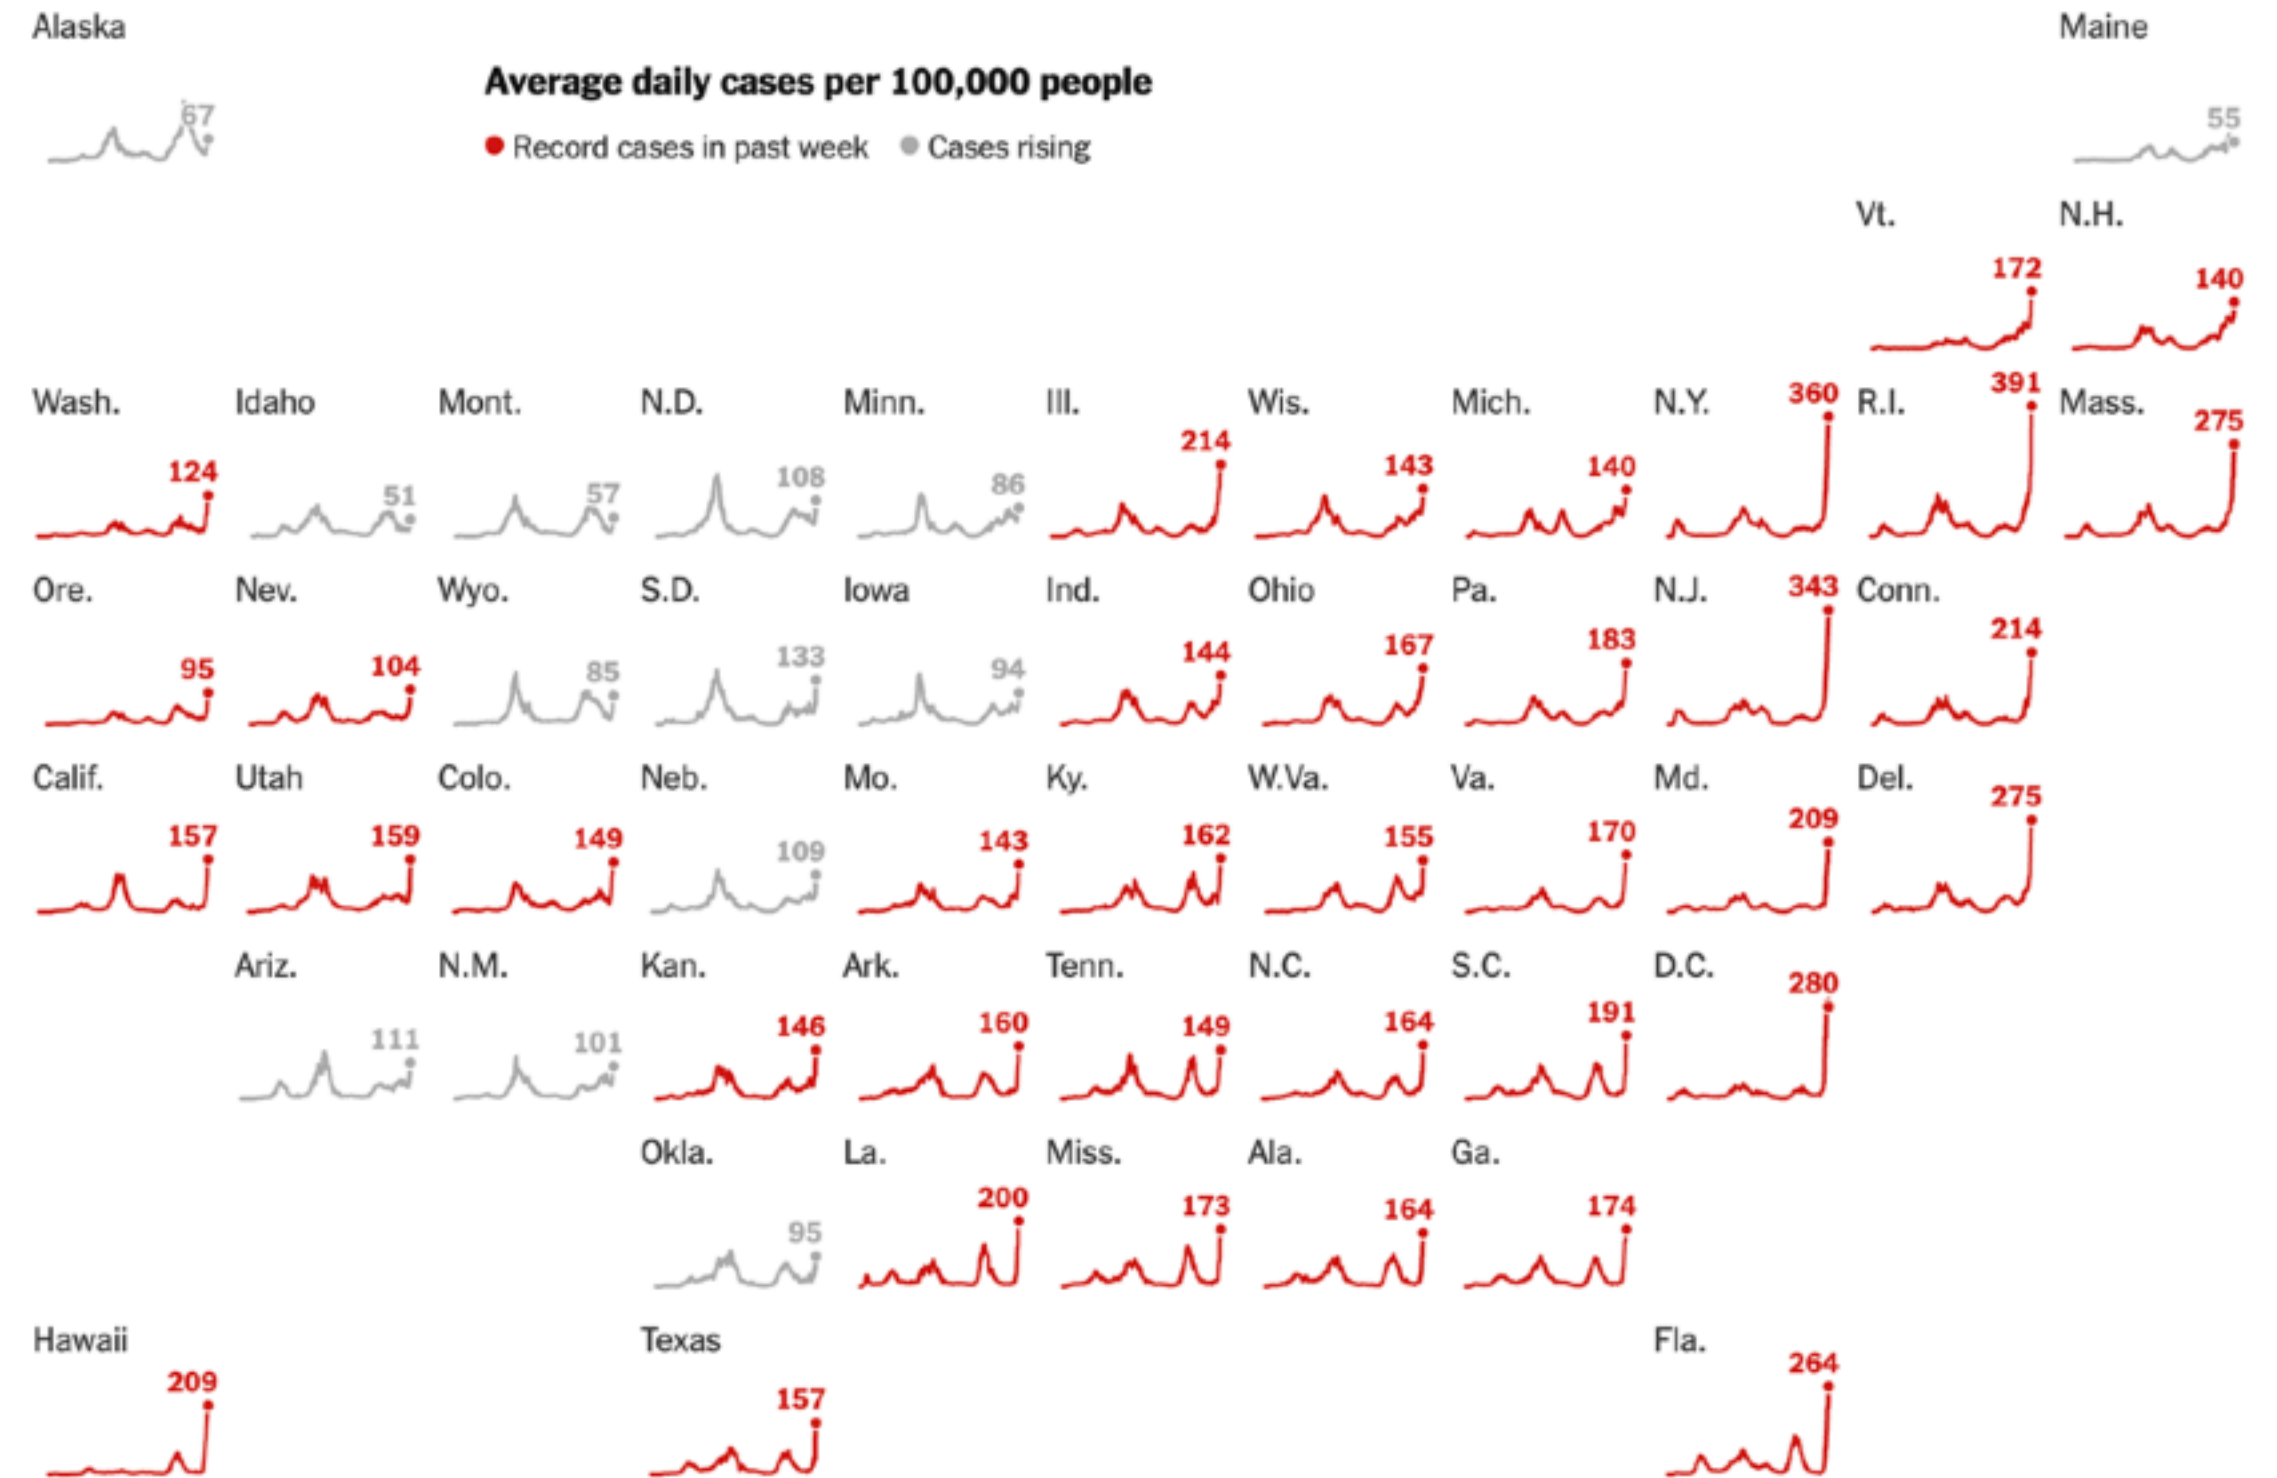 Alaska
Maine
Average daily cases per 100,000 people
Record cases in past week Cases rising
67
55
Vt. N.H.
172 140
Wash. Idaho Mont. N.D. Minn. Ill. Wis. Mich. N.Y. R.I. Mass.
124 51 57 108 86 214 143 140 360 391 275
Ore. Nev. Wyo. S.D. Iowa Ind. Ohio Pa. N.J. Conn.
95 104 85 133 94 144 167 183 343 214
Calif. Utah Colo. Neb. Mo. Ky. W.Va. Va. Md. Del.
157 159 149 109 143 162 155 170 209 275
Ariz. N.M. Kan. Ark. Tenn. N.C. S.C. D.C.
111 101 146 160 149 164 191 280
Okla. La. Miss. Ala. Ga.
95 200 173 164 174
Hawaii Texas Fla.
209 157 264